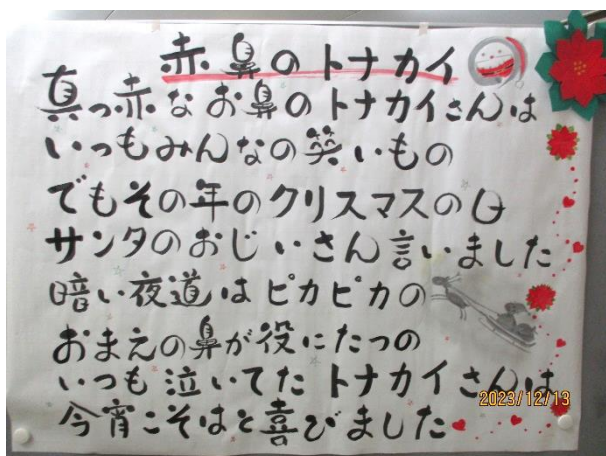 赤鼻のトナカイ
真っ赤なお鼻のトナカイさんは
いつもみんなの笑いもの
でもその年のクリスマスの日
サンタのおじいさん言いました
暗い夜道はピカピカの
おまえの鼻が役にたつの
いつも泣いてたトナカイさんは
今宵こそはと喜びました
2023/12/13